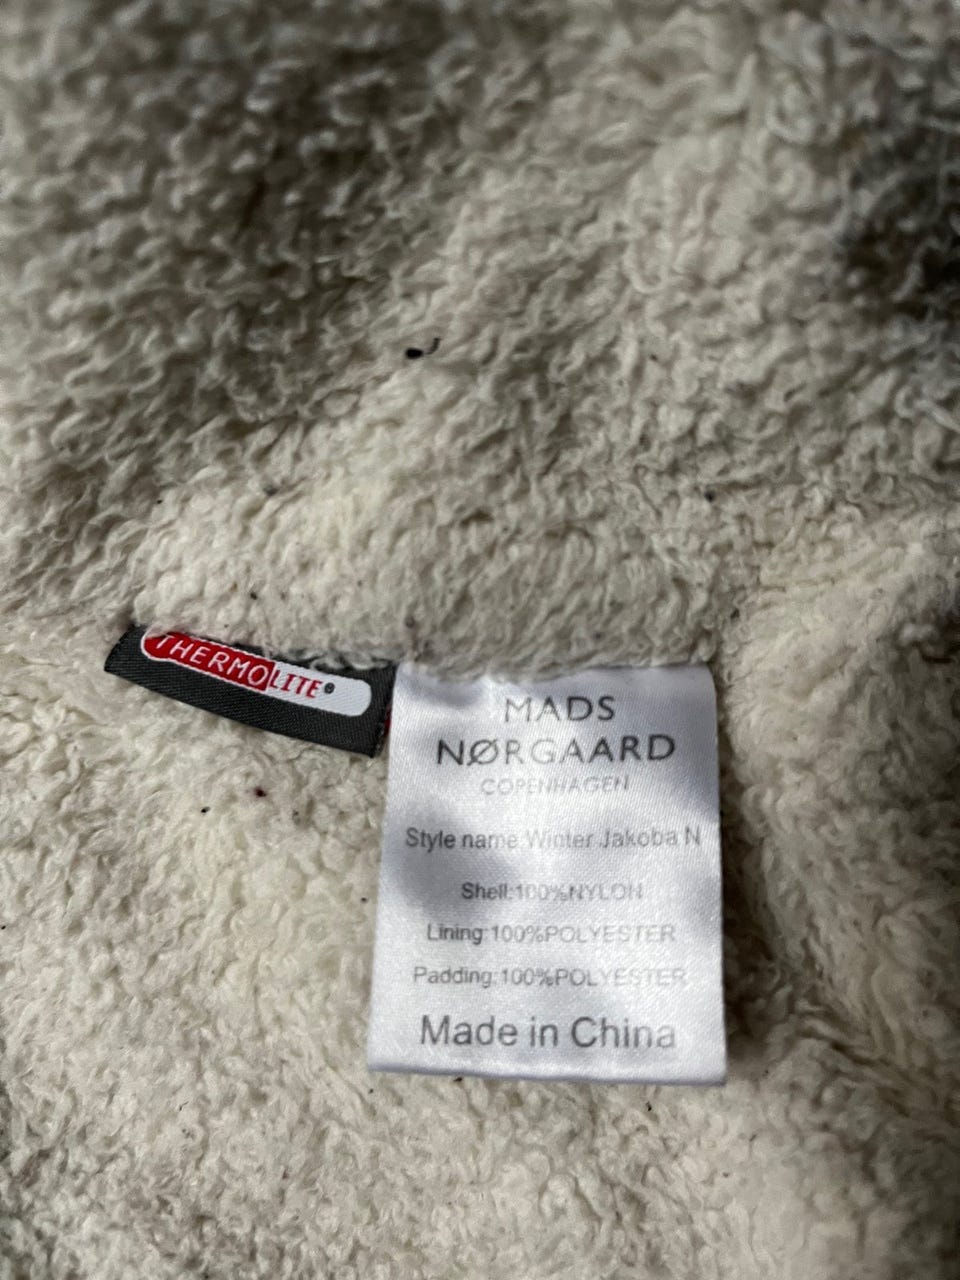 THERMOLITE®
MADS
NØRGAARD
COPENHAGEN
Style name:Winter Jakoba N
Shell:100%NYLON
Lining:100%POLYESTER
Padding:100%POLYESTER
Made in China